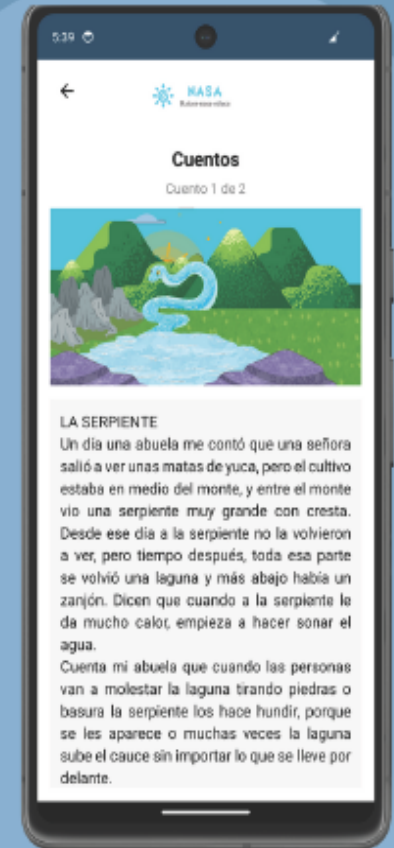 5:39
NASA
Cuentos
Cuento 1 de 2
LA SERPIENTE
Un día una abuela me contó que una señora
salió a ver unas matas de yuca, pero el cultivo
estaba en medio del monte, y entre el monte
vio una serpiente muy grande con cresta.
Desde ese día a la serpiente no la volvieron
a ver, pero tiempo después, toda esa parte
se volvió una laguna y más abajo había un
zanjón. Dicen que cuando a la serpiente le
da mucho calor, empieza a hacer sonar el
agua.
Cuenta mi abuela que cuando las personas
van a molestar la laguna tirando piedras o
basura la serpiente los hace hundir, porque
se les aparece o muchas veces la laguna
sube el cauce sin importar lo que se lleve por
delante.